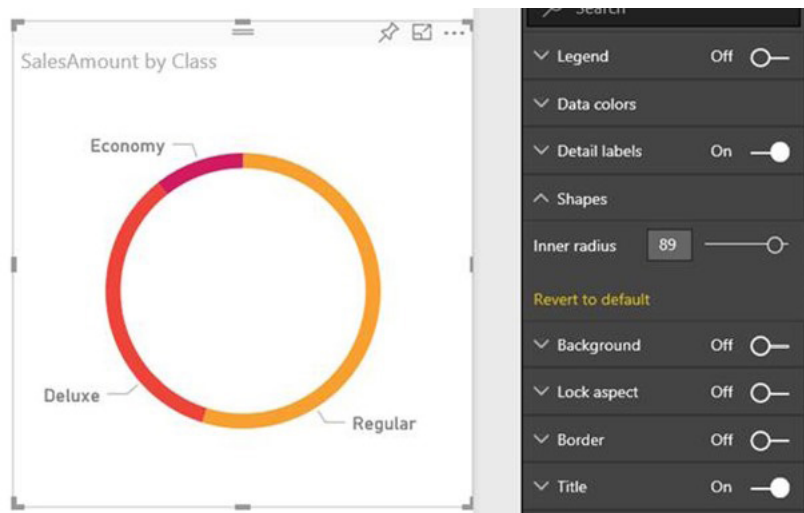 SalesAmount by Class
Economy
Deluxe
Regular
Search
Legend Off
Data colors
Detail labels On
Shapes
Inner radius 89
Revert to default
Background Off
Lock aspect Off
Border Off
Title On